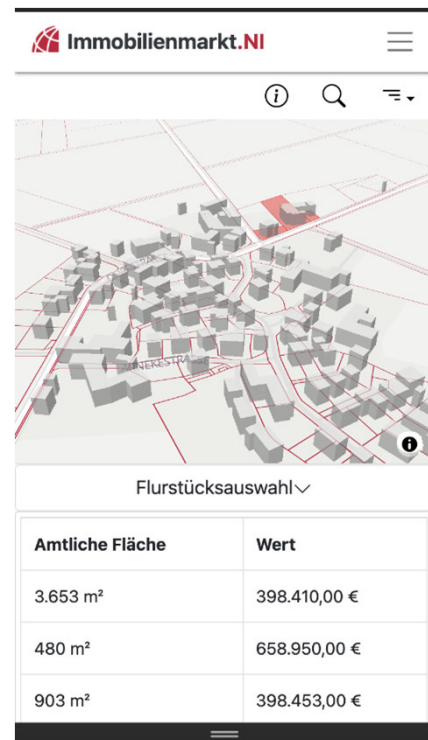 Immobilienmarkt.NI
Flurstücksauswahl
Amtliche Fläche Wert
3.653 m² 398.410,00 €
480 m² 658.950,00 €
903 m² 398.453,00 €